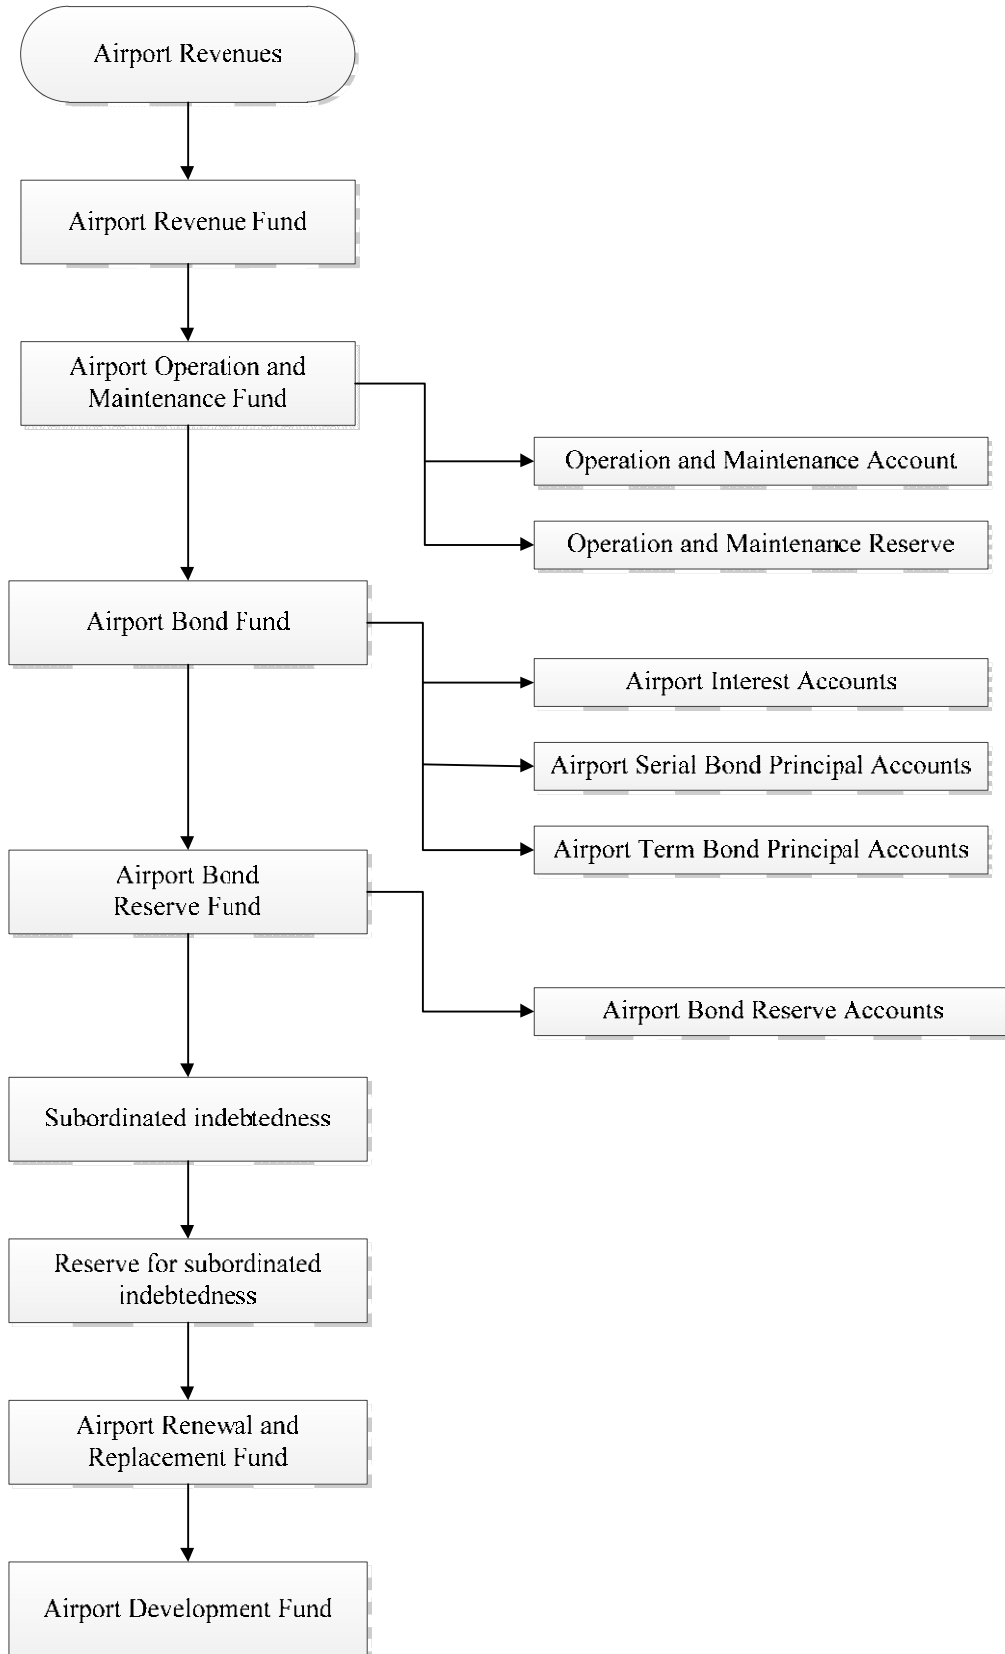 Airport Revenues
Airport Revenue Fund
Airport Operation and
Maintenance Fund
Operation and Maintenance Account
Operation and Maintenance Reserve
Airport Bond Fund
Airport Interest Accounts
Airport Serial Bond Principal Accounts
Airport Term Bond Principal Accounts
Airport Bond
Reserve Fund
Airport Bond Reserve Accounts
Subordinated indebtedness
Reserve for subordinated
indebtedness
Airport Renewal and
Replacement Fund
Airport Development Fund